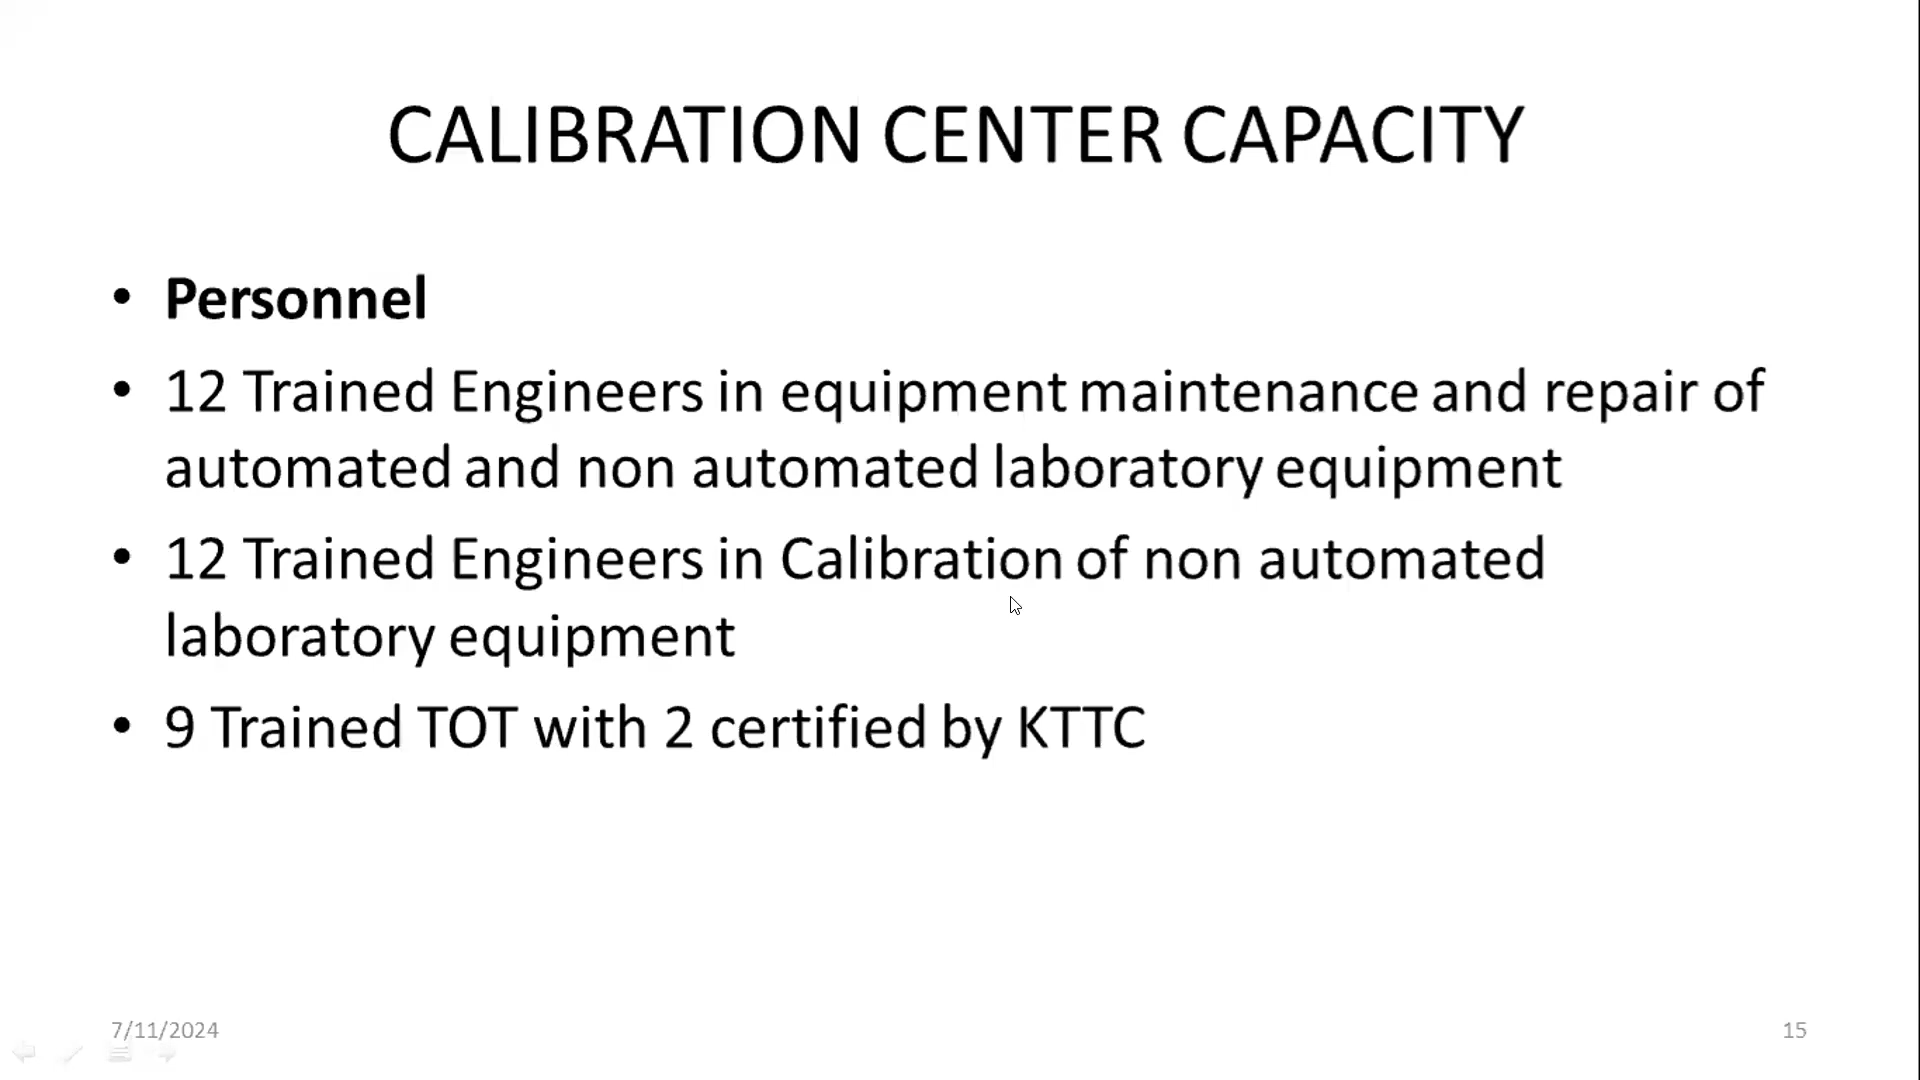 CALIBRATION CENTER CAPACITY
• Personnel
• 12 Trained Engineers in equipment maintenance and repair of
automated and non automated laboratory equipment
• 12 Trained Engineers in Calibration of non automated
laboratory equipment
• 9 Trained TOT with 2 certified by KTTC
7/11/2024
15